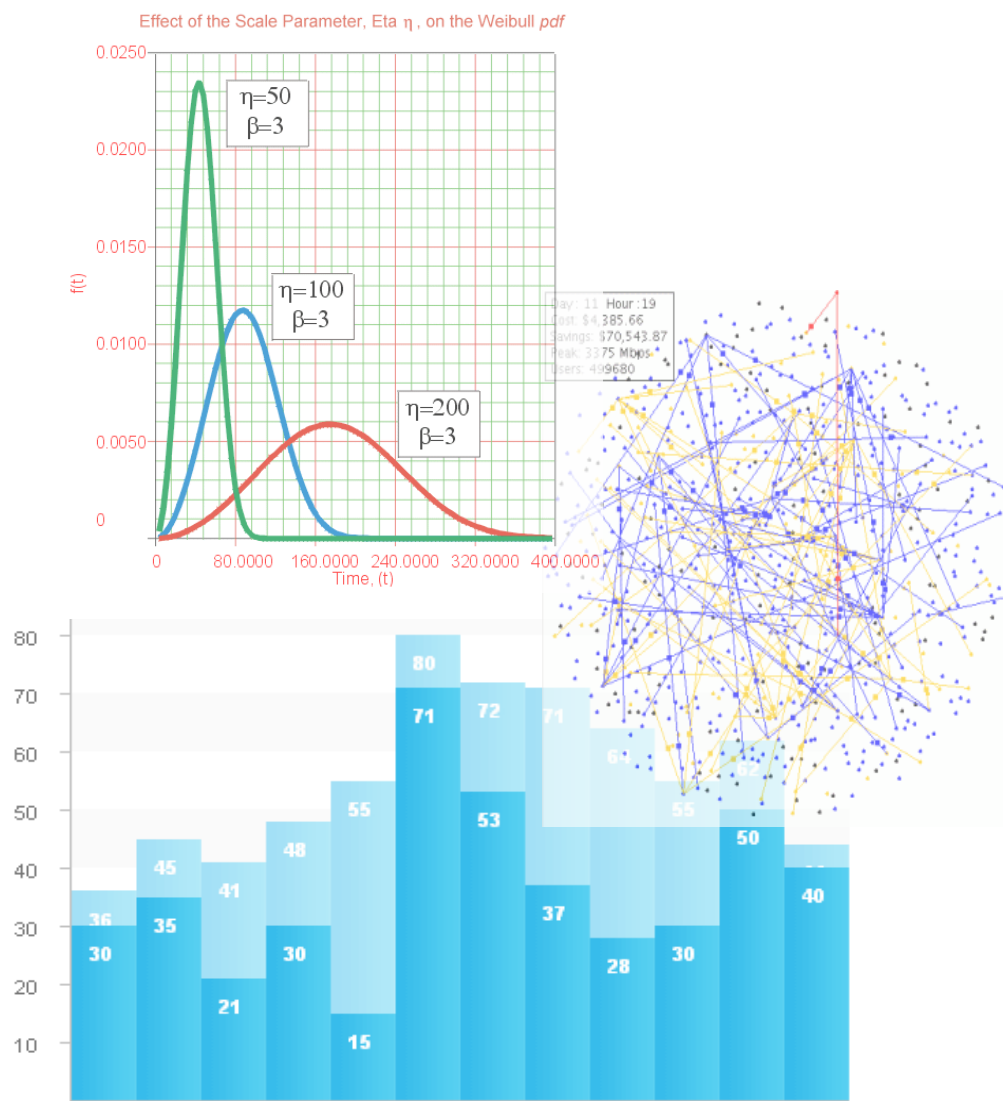 Effect of the Scale Parameter, Eta η , on the Weibull pdf
0.0250
η=50
β=3
0.0200
0.0150
f(t)
η=100
β=3
0.0100
η=200
β=3
0.0050
0
0 80.0000 160.0000 240.0000 320.0000 400.0000
Time, (t)
Day : 11 Hour :19
Cost: $4,385.66
Savings: $70,543.87
Peak: 3375 Mbps
Users: 499680
80
70
60
50
40
30
20
10
36 45 41 48 55 80 72 71 64 55 62
30 35 21 30 15 71 53 37 28 30 50 40